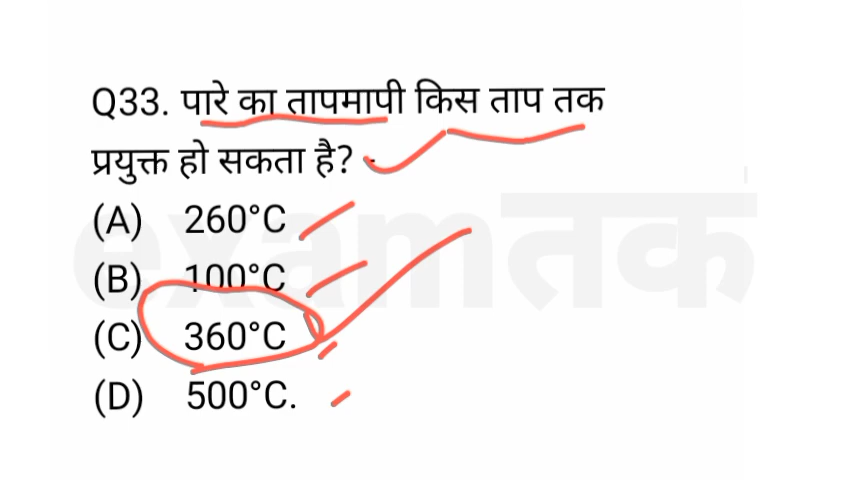 Q33. पारे का तापमापी किस ताप तक
प्रयुक्त हो सकता है?
(A) 260°C
(B) 100°C
(C) 360°C
(D) 500°C.
examतक